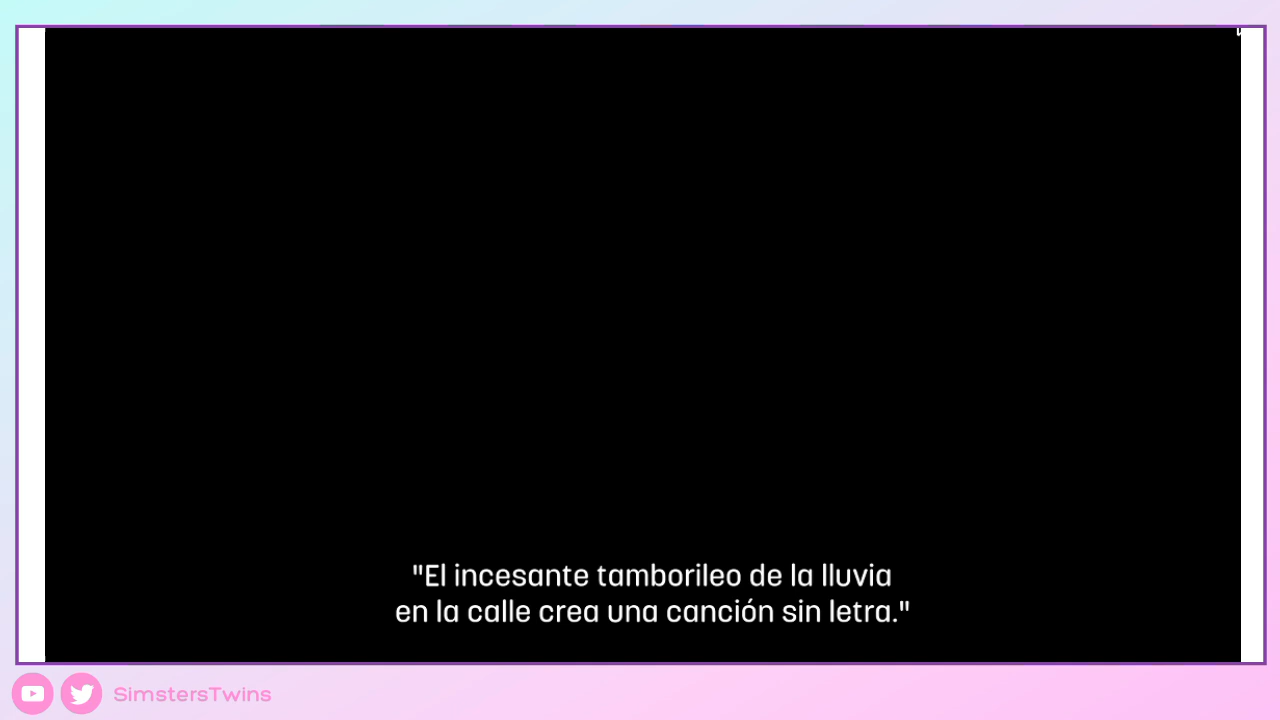 "El incesante tamborileo de la lluvia
en la calle crea una canción sin letra."
SimstersTwins